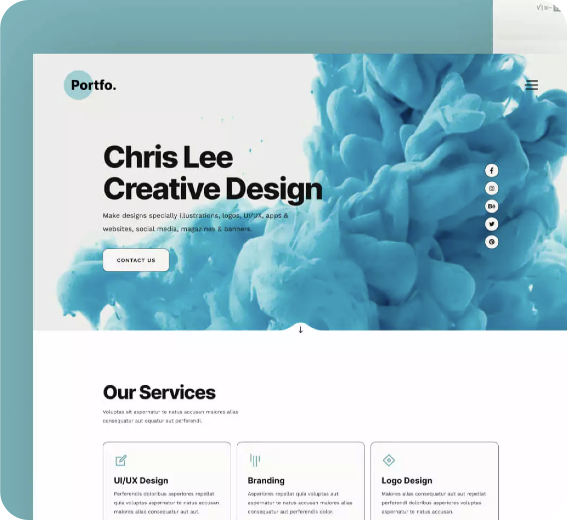 Portfo.
Chris Lee
Creative Design
Make designs specially illustrations, logos, UI/UX, apps &
websites, social media, magazines & banners.
CONTACT US
Bē
Our Services
Voluptas sit aspernatur te natus accusan maiores alias
consequatur aut equatur aut perferendi.
UI/UX Design
Perferendis doloribus asperiores repellat
quia voluptas aspernatur te natus accusan
maiores alias consequatur aut aut.
Branding
Asperiores repellat quia voluptas aut
aspernatur te natus accusan maiores
alias consequatur perferendis dolor.
Logo Design
Maiores alias consequatur aut aut repellat
perferendi doloribus asperiores voluptas
aspernatur natus accusan.